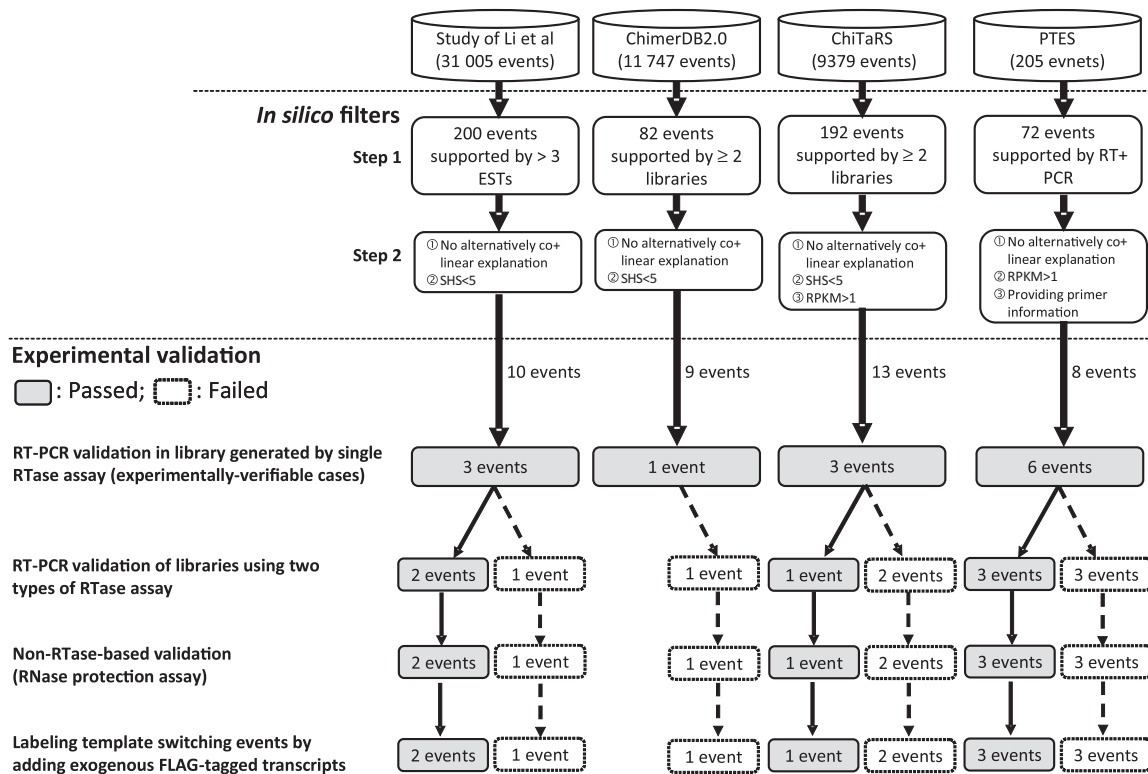 Study of Li et al
(31 005 events)
ChimerDB2.0
(11 747 events)
ChiTaRS
(9379 events)
PTES
(205 evnets)
In silico filters
Step 1
200 events
supported by > 3
ESTs
82 events
supported by ≥ 2
libraries
192 events
supported by ≥ 2
libraries
72 events
supported by RT+
PCR
Step 2
① No alternatively co+
linear explanation
② SHS<5
① No alternatively co+
linear explanation
② SHS<5
① No alternatively co+
linear explanation
② SHS<5
③ RPKM>1
① No alternatively co+
linear explanation
② RPKM>1
③ Providing primer
information
Experimental validation
: Passed; : Failed
10 events
9 events
13 events
8 events
RT-PCR validation in library generated by single
RTase assay (experimentally-verifiable cases)
3 events
1 event
3 events
6 events
RT-PCR validation of libraries using two
types of RTase assay
2 events
1 event
1 event
1 event
2 events
3 events
3 events
Non-RTase-based validation
(RNase protection assay)
2 events
1 event
1 event
1 event
2 events
3 events
3 events
Labeling template switching events by
adding exogenous FLAG-tagged transcripts
2 events
1 event
1 event
1 event
2 events
3 events
3 events